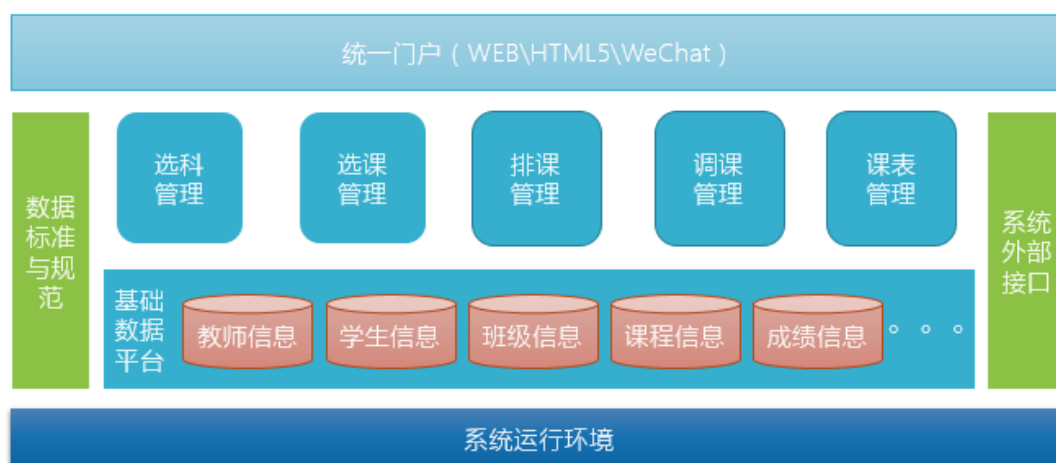 统一门户（WEB\HTML5\WeChat）
数据
标准
与规
范
选科
管理
选课
管理
排课
管理
调课
管理
课表
管理
系统
外部
接口
基础
数据
平台
教师信息
学生信息
班级信息
课程信息
成绩信息
。。。
系统运行环境